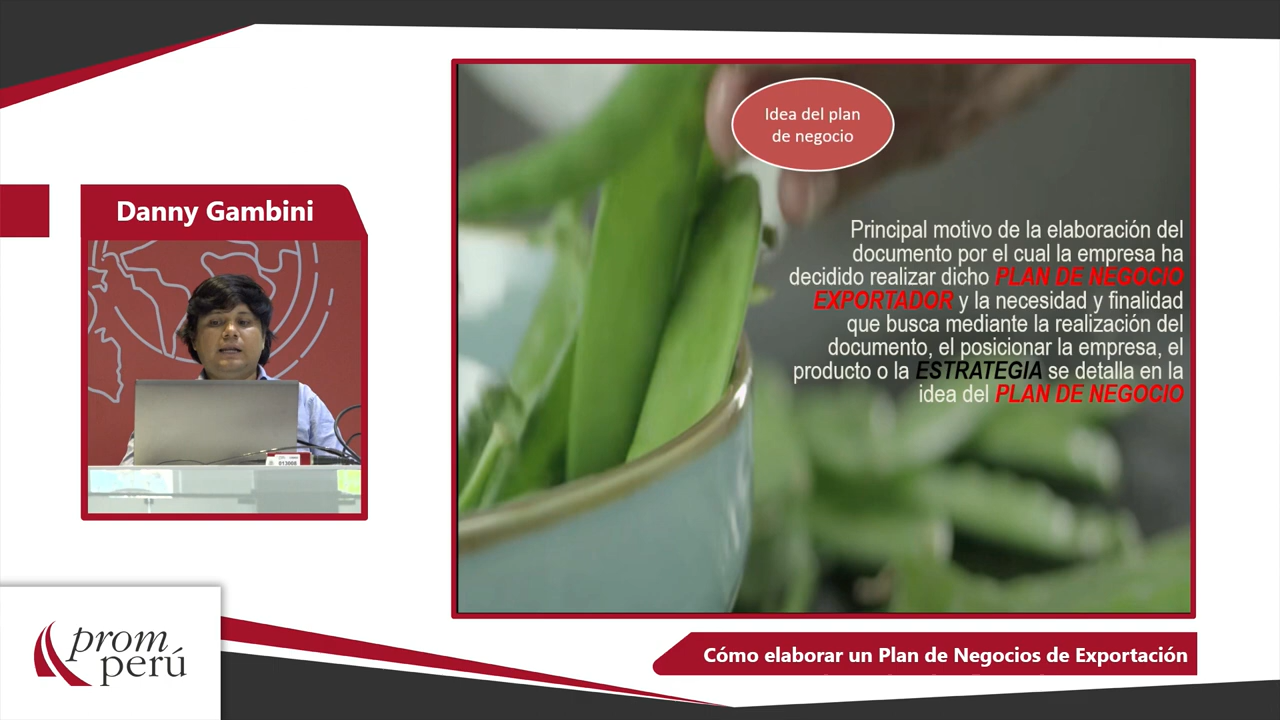 Idea del plan
de negocio
Danny Gambini
Principal motivo de la elaboración del
documento por el cual la empresa ha
decidido realizar dicho PLAN DE NEGOCIO
EXPORTADOR y la necesidad y finalidad
que busca mediante la realización del
documento, el posicionar la empresa, el
producto o la ESTRATEGIA se detalla en la
idea del PLAN DE NEGOCIO
013008
prom
perú
Cómo elaborar un Plan de Negocios de Exportación